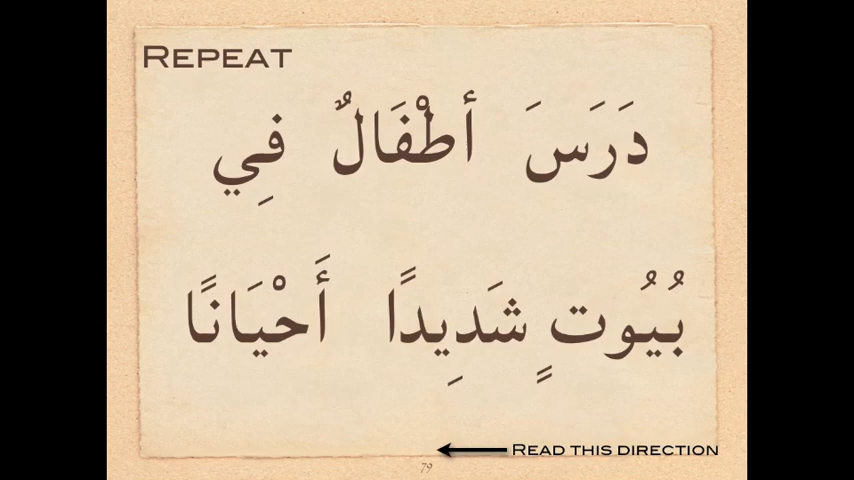 REPEAT
دَرَسَ أطْفَالٌ فِي
بُيُوتٍ شَدِيدًا أَحْيَانًا
READ THIS DIRECTION
79